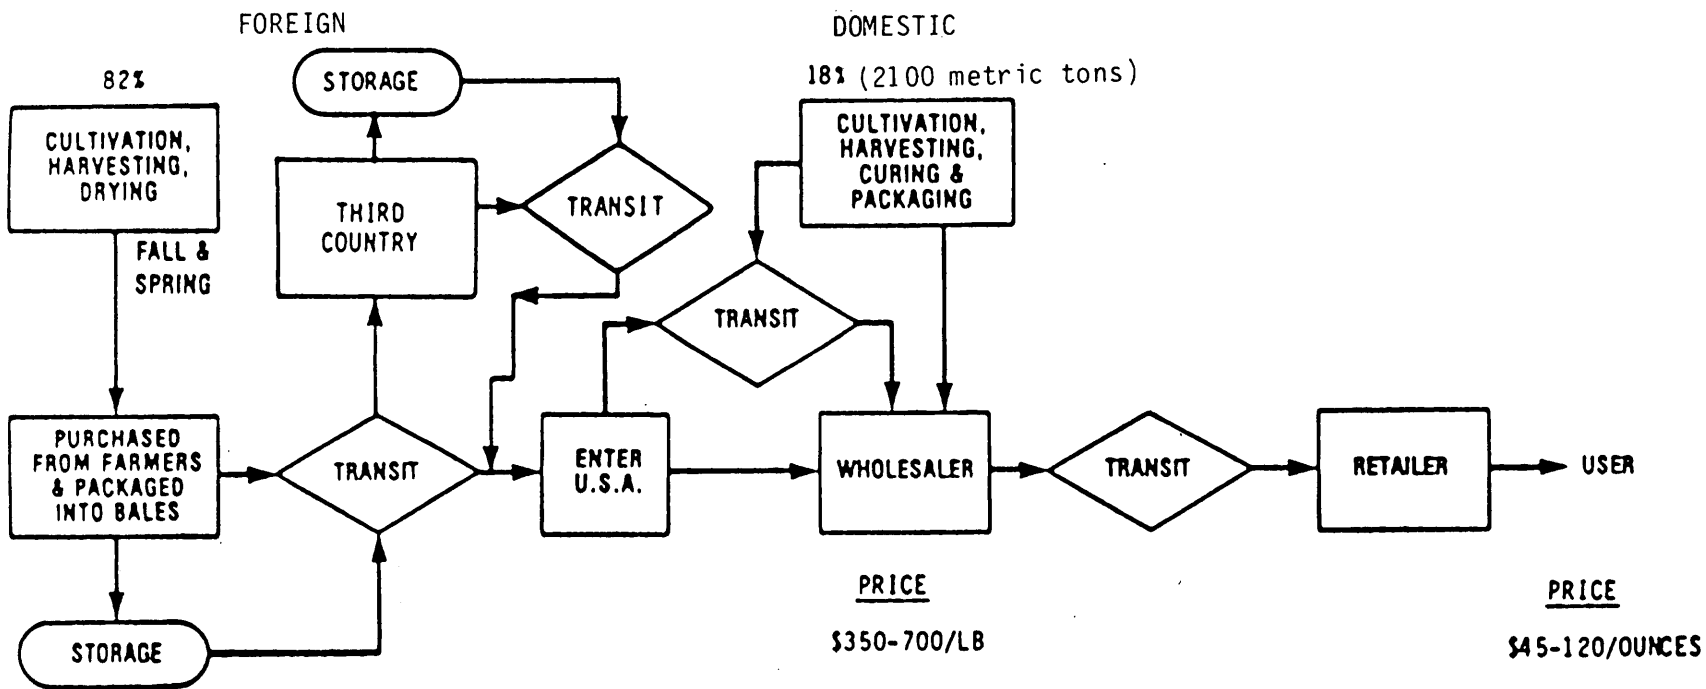 FOREIGN
DOMESTIC
82%
18% (2100 metric tons)
STORAGE
CULTIVATION,
HARVESTING,
DRYING
CULTIVATION,
HARVESTING,
CURING &
PACKAGING
THIRD
COUNTRY
TRANSIT
FALL &
SPRING
TRANSIT
PURCHASED
FROM FARMERS
& PACKAGED
INTO BALES
TRANSIT
ENTER
U.S.A.
WHOLESALER
TRANSIT
RETAILER
USER
STORAGE
PRICE
$350-700/LB
PRICE
$45-120/OUNCES